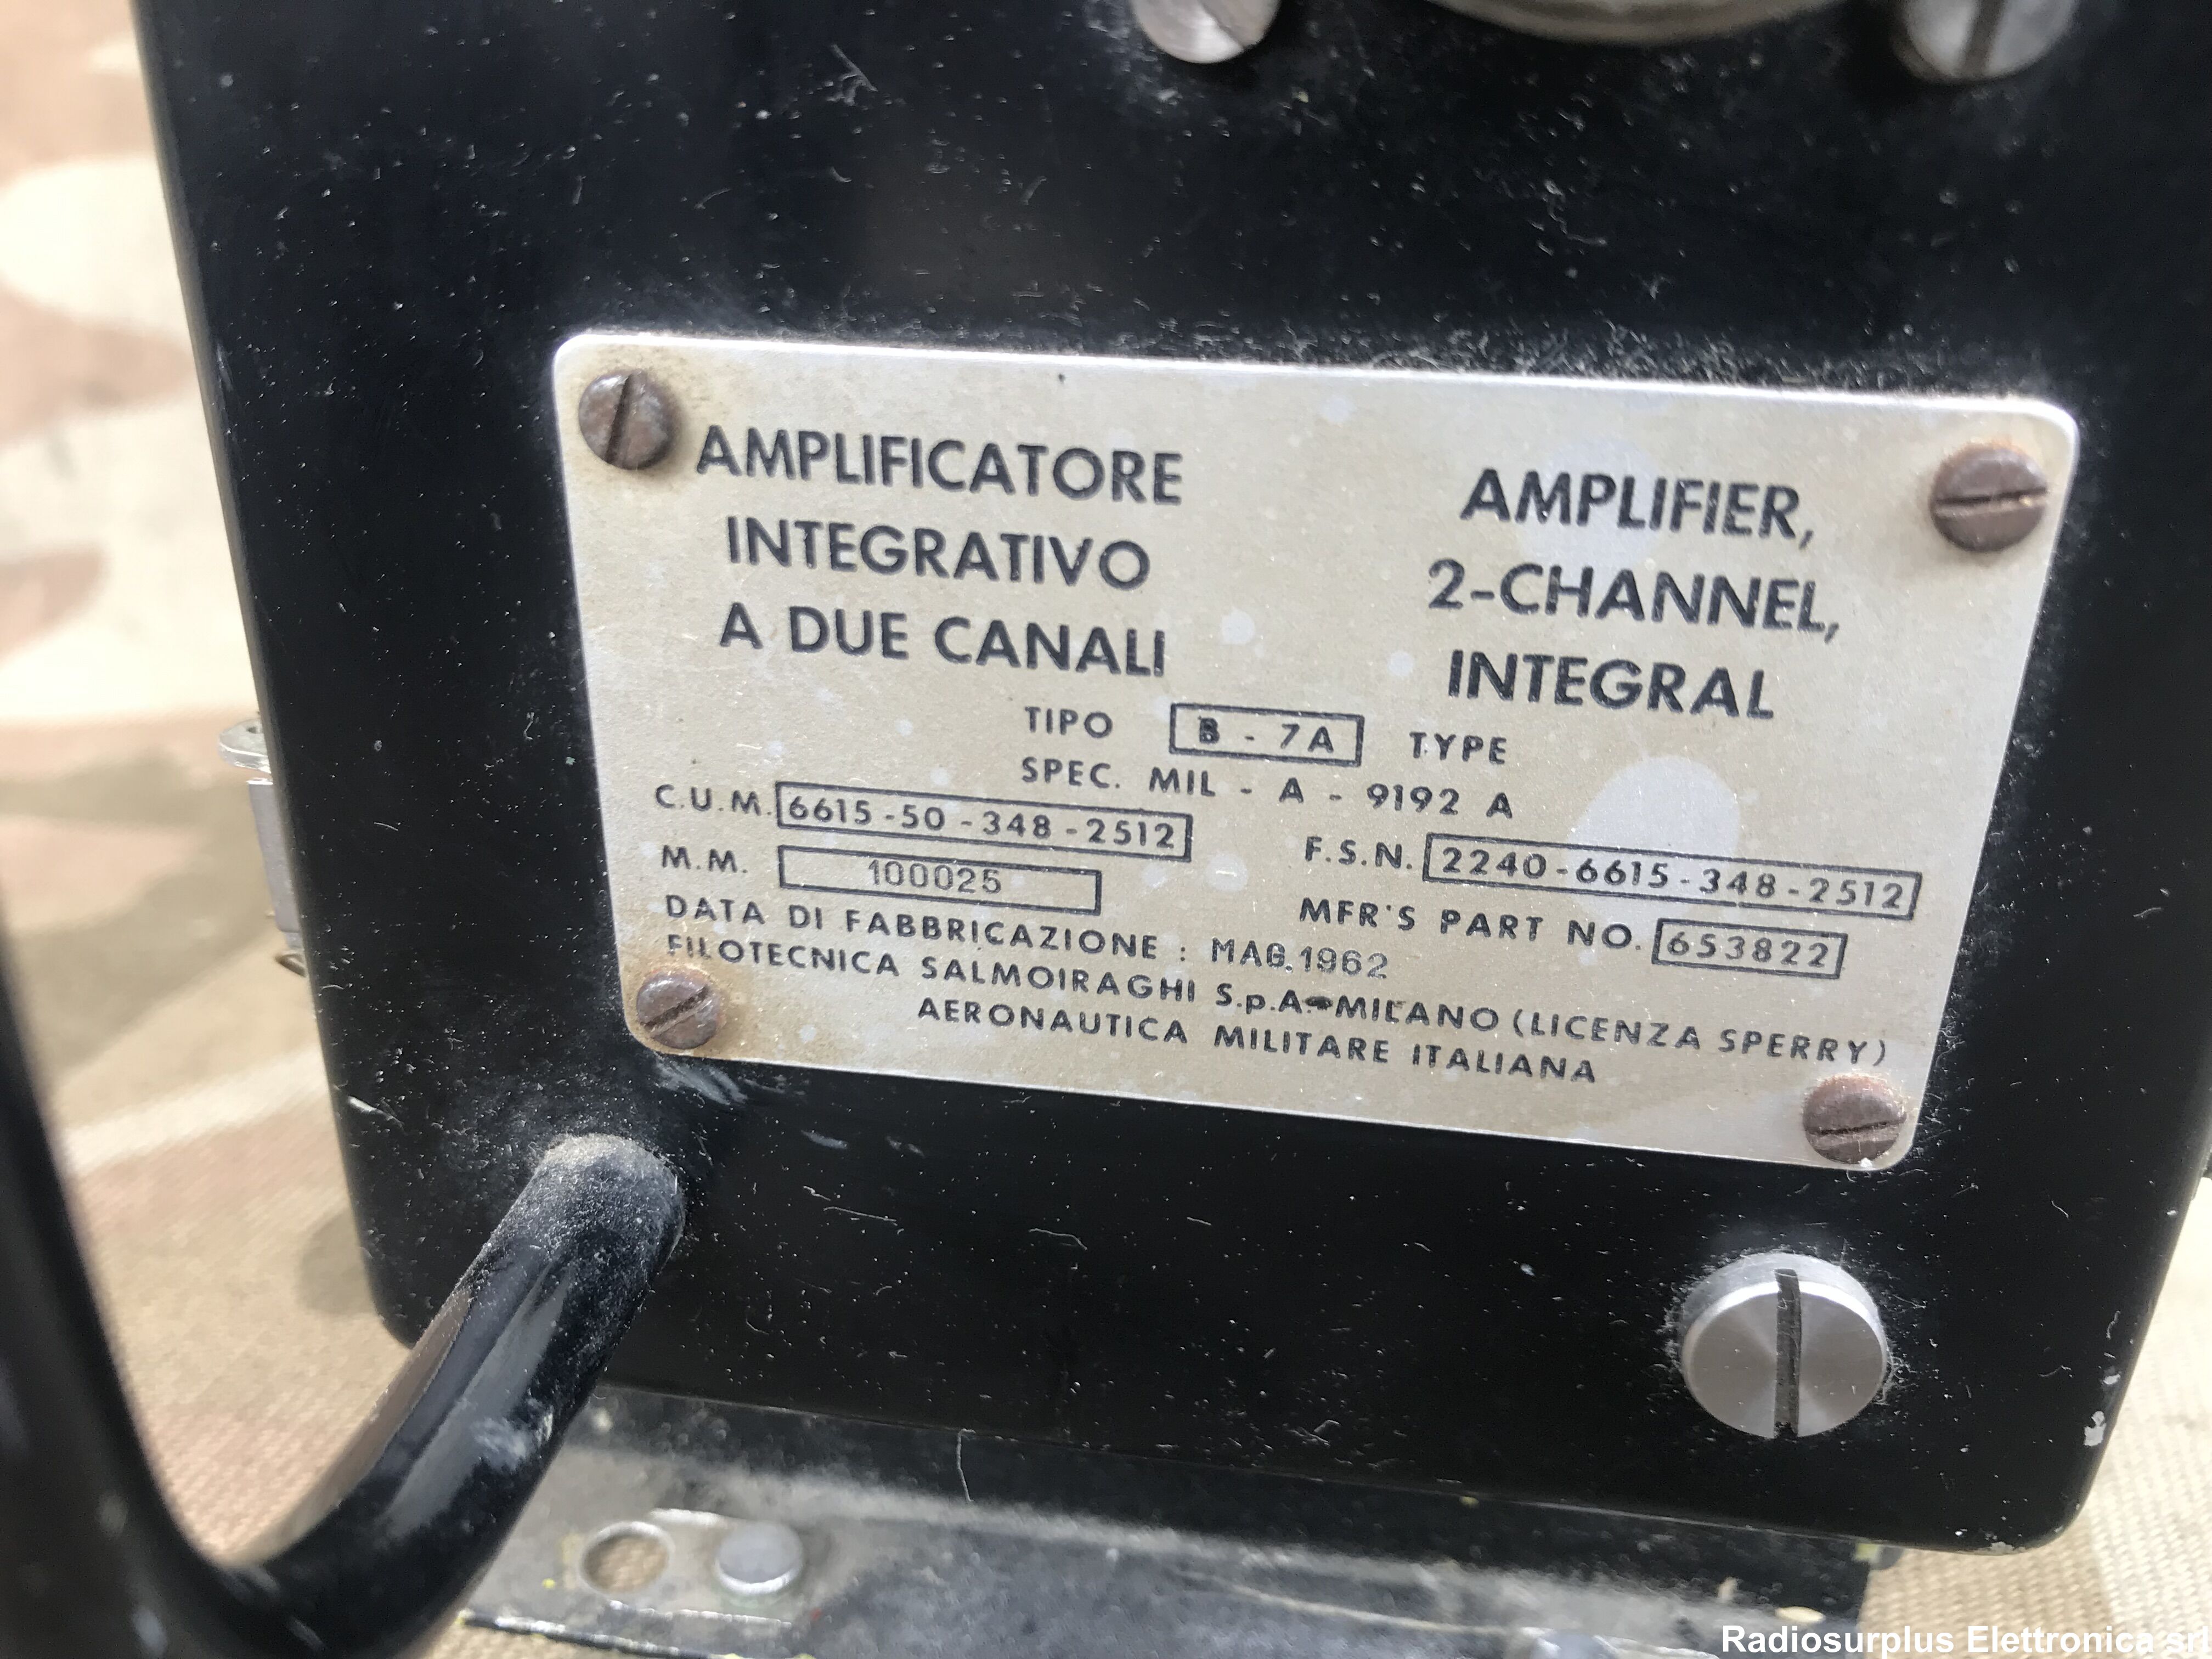 AMPLIFICATORE
INTEGRATIVO
A DUE CANALI
AMPLIFIER,
2-CHANNEL,
INTEGRAL
TIPO B - 7A TYPE
SPEC. MIL - A - 9192 A
C.U.M. 6615-50-348-2512
F.S.N. 2240-6615-348-2512
M.M. 100025
MFR'S PART NO. 653822
DATA DI FABBRICAZIONE : MAG.1962
FILOTECNICA SALMOIRAGHI S.p.A-MILANO (LICENZA SPERRY)
AERONAUTICA MILITARE ITALIANA
Radiosurplus Elettronica srl